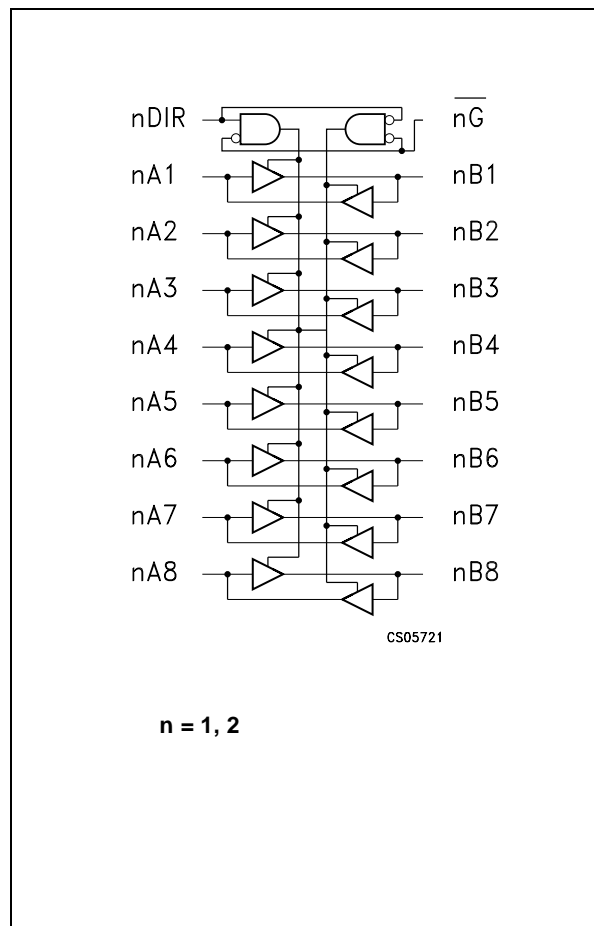 nDIR nG̅
nA1 nB1
nA2 nB2
nA3 nB3
nA4 nB4
nA5 nB5
nA6 nB6
nA7 nB7
nA8 nB8
CS05721
n = 1, 2